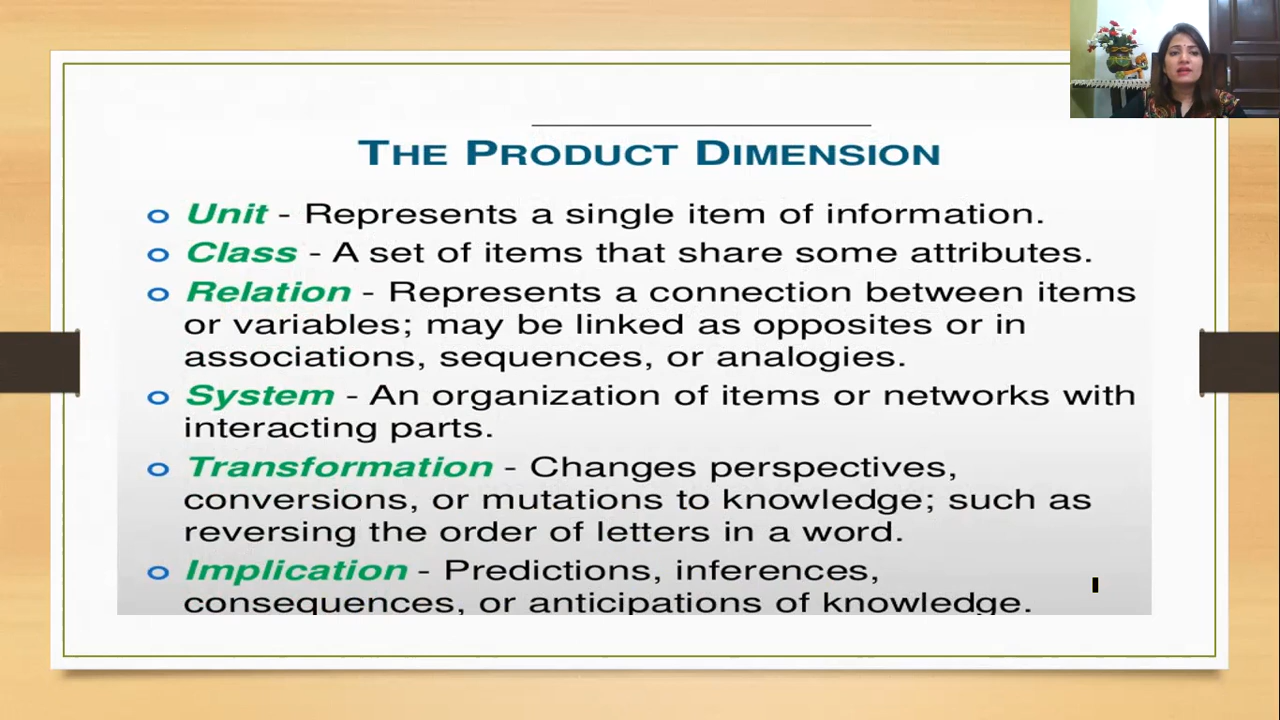 THE PRODUCT DIMENSION
Unit - Represents a single item of information.
Class - A set of items that share some attributes.
Relation - Represents a connection between items
or variables; may be linked as opposites or in
associations, sequences, or analogies.
System - An organization of items or networks with
interacting parts.
Transformation - Changes perspectives,
conversions, or mutations to knowledge; such as
reversing the order of letters in a word.
Implication - Predictions, inferences,
consequences, or anticipations of knowledge.